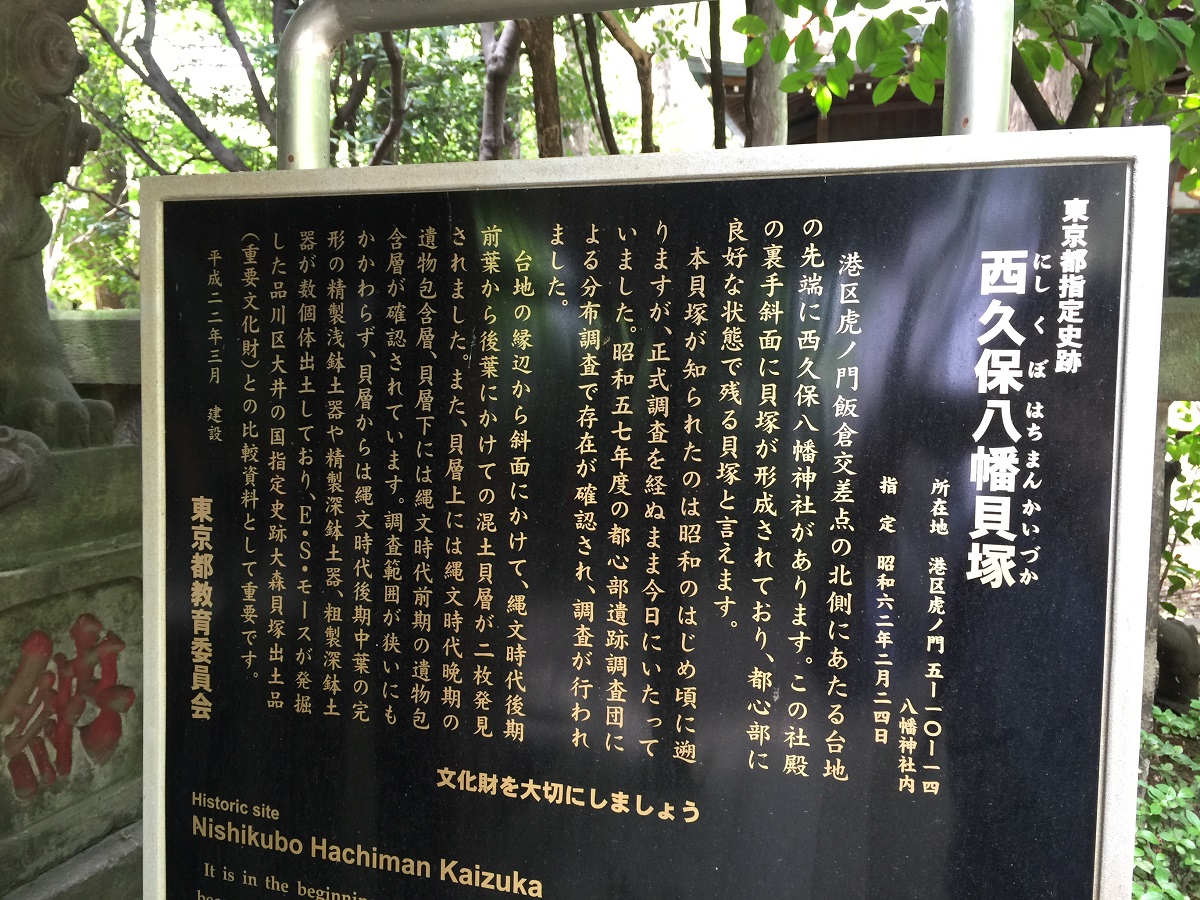 東京都指定史跡
にしくぼはちまんかいづか
西久保八幡貝塚
所在地　港区虎ノ門 五ー一〇ー一四
八幡神社内
指　定　昭和六二年二月二四日
港区虎ノ門飯倉交差点の北側にあたる台地
の先端に西久保八幡神社があります。この社殿
の裏手斜面に貝塚が形成されており、都心部に
良好な状態で残る貝塚と言えます。
本貝塚が知られたのは昭和のはじめ頃に遡
りますが、正式調査を経ぬまま今日にいたって
いました。昭和五七年度の都心部遺跡調査団に
よる分布調査で存在が確認され、調査が行われ
ました。
台地の縁辺から斜面にかけて、縄文時代後期
前葉から後葉にかけての混土貝層が二枚発見
されました。また、貝層上には縄文時代晩期の
遺物包含層、貝層下には縄文時代前期の遺物包
含層が確認されています。調査範囲が狭いにも
かかわらず、貝層からは縄文時代後期中葉の完
形の精製浅鉢土器や精製深鉢土器、粗製深鉢土
器が数個体出土しており、E・S・モースが発掘
した品川区大井の国指定史跡大森貝塚出土品
（重要文化財）との比較資料として重要です。
平成二二年三月　建設
東京都教育委員会
文化財を大切にしましょう
Historic site
Nishikubo Hachiman Kaizuka
It is in the beginnin
納